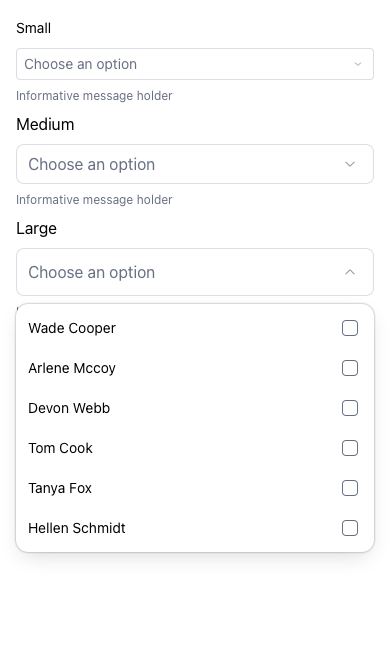 Small
Choose an option
Informative message holder
Medium
Choose an option
Informative message holder
Large
Choose an option
Wade Cooper
Arlene Mccoy
Devon Webb
Tom Cook
Tanya Fox
Hellen Schmidt